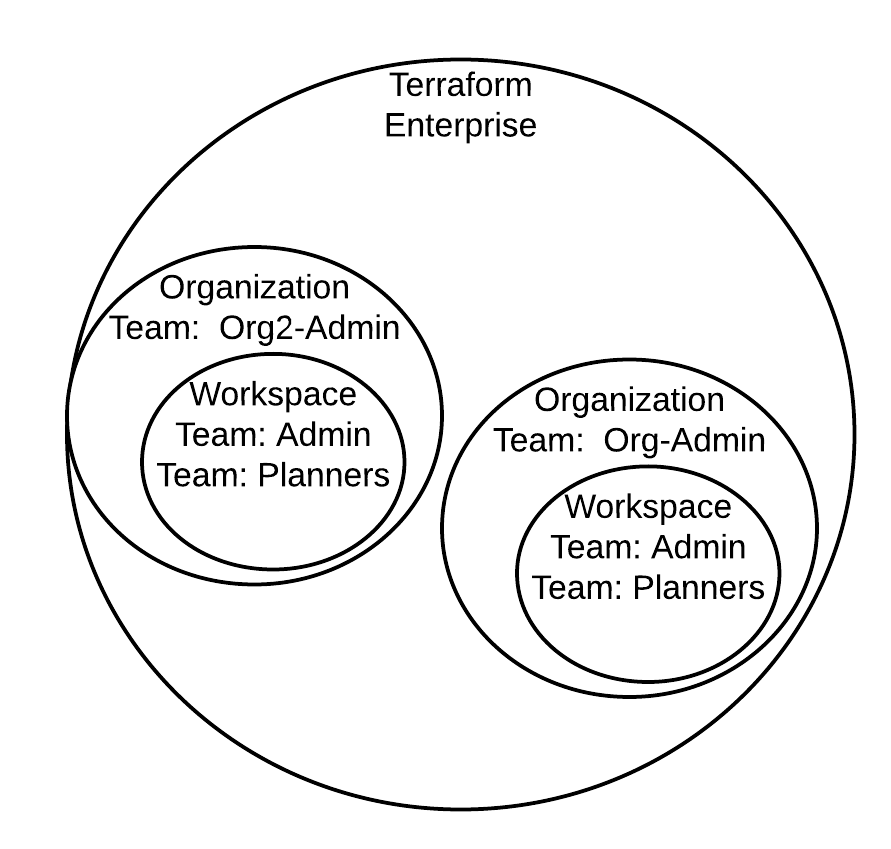 Terraform
Enterprise
Organization
Team: Org2-Admin
Workspace
Team: Admin
Team: Planners
Organization
Team: Org-Admin
Workspace
Team: Admin
Team: Planners